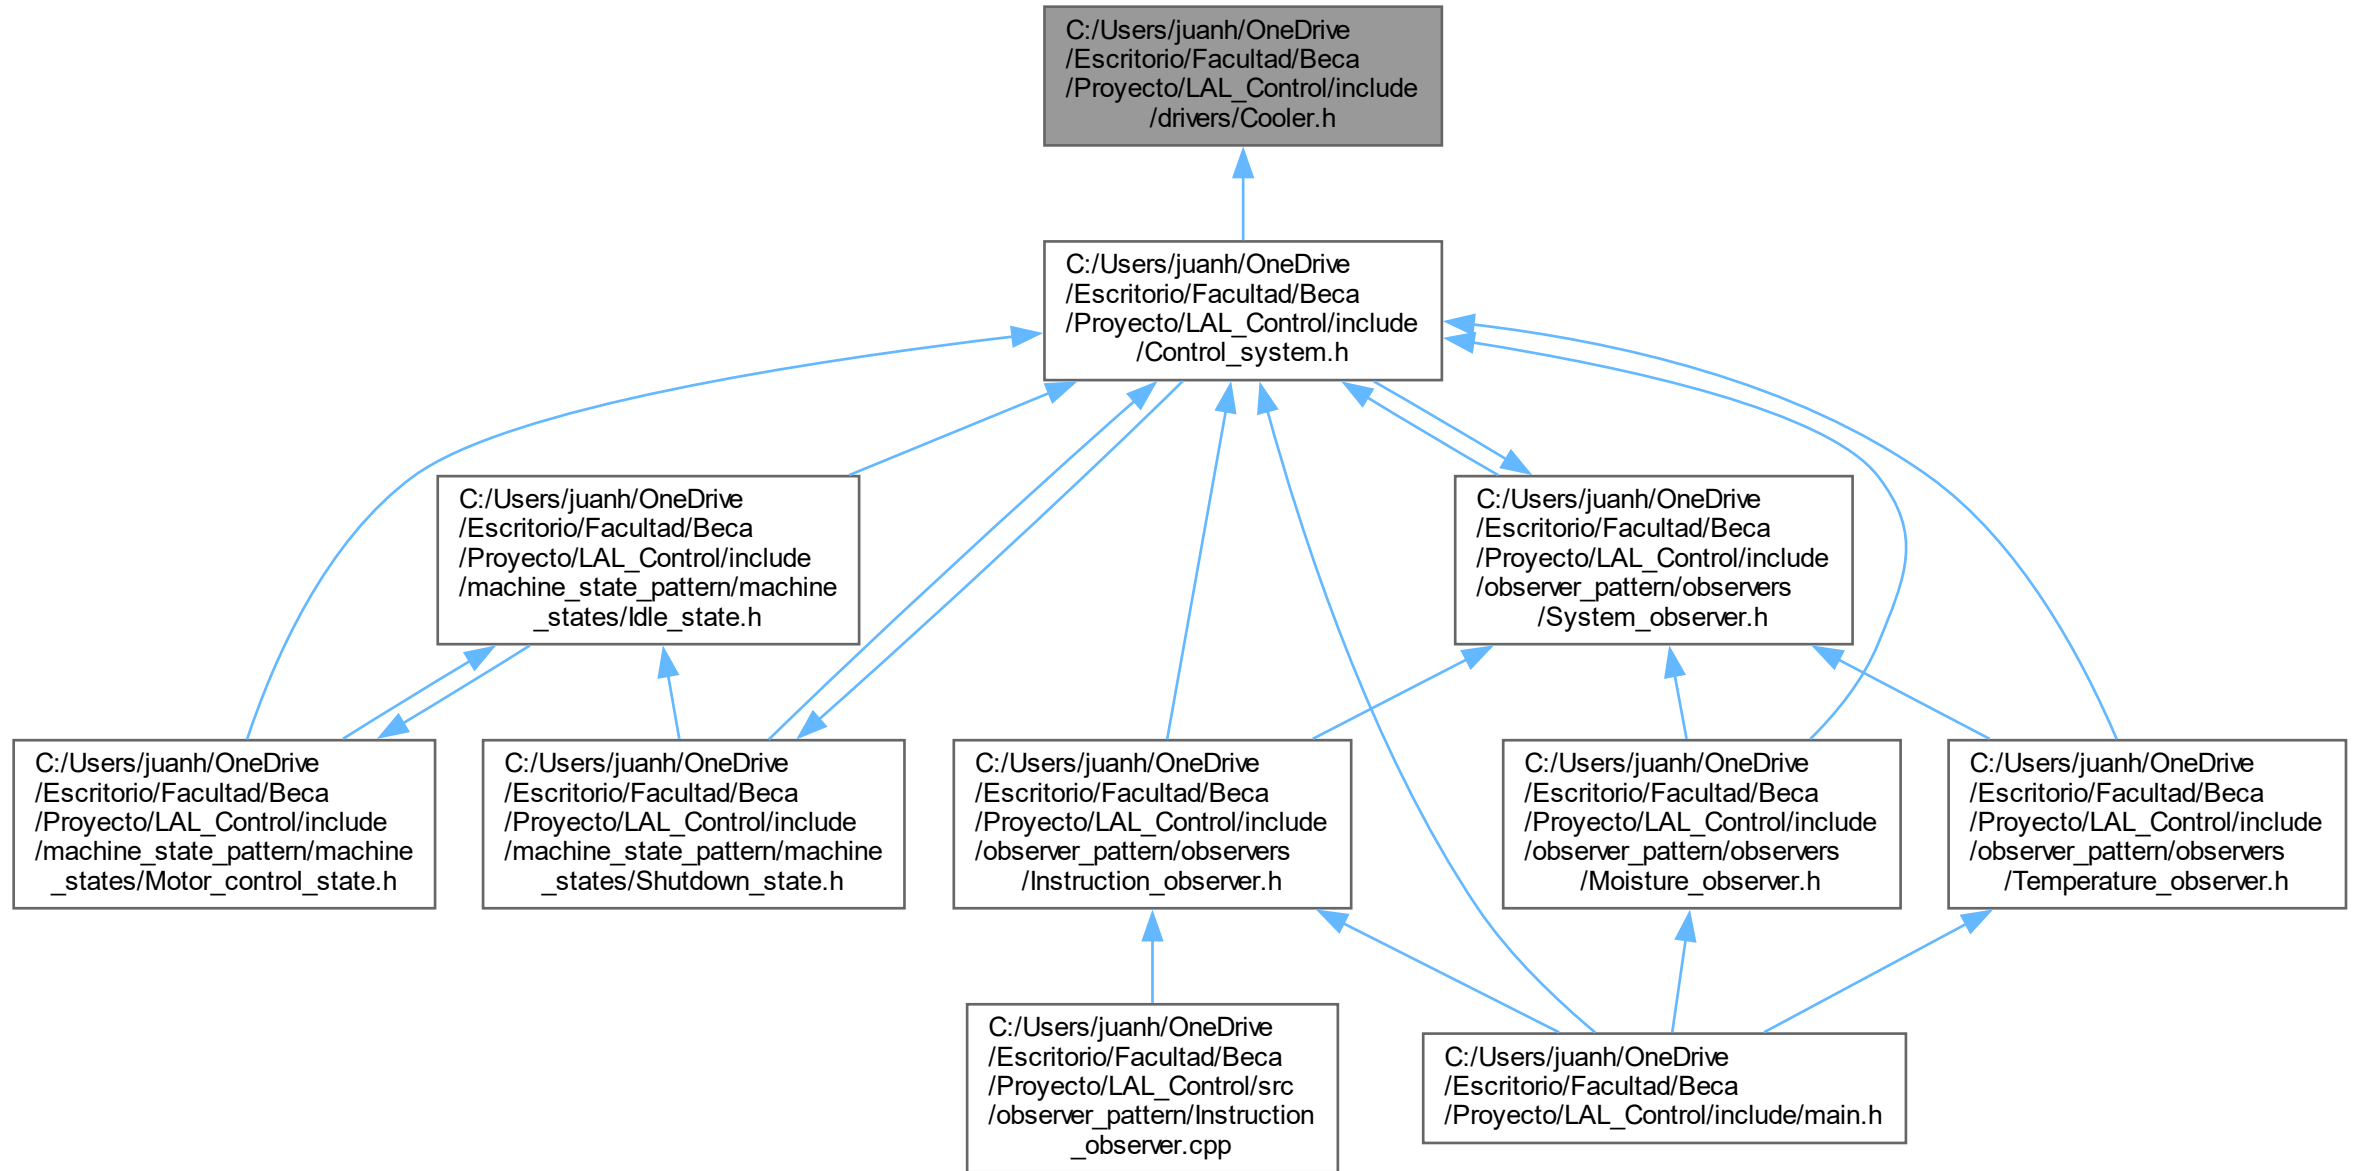 C:/Users/juanh/OneDrive
/Escritorio/Facultad/Beca
/Proyecto/LAL_Control/include
/drivers/Cooler.h
C:/Users/juanh/OneDrive
/Escritorio/Facultad/Beca
/Proyecto/LAL_Control/include
/Control_system.h
C:/Users/juanh/OneDrive
/Escritorio/Facultad/Beca
/Proyecto/LAL_Control/include
/machine_state_pattern/machine
_states/Idle_state.h
C:/Users/juanh/OneDrive
/Escritorio/Facultad/Beca
/Proyecto/LAL_Control/include
/observer_pattern/observers
/System_observer.h
C:/Users/juanh/OneDrive
/Escritorio/Facultad/Beca
/Proyecto/LAL_Control/include
/machine_state_pattern/machine
_states/Motor_control_state.h
C:/Users/juanh/OneDrive
/Escritorio/Facultad/Beca
/Proyecto/LAL_Control/include
/machine_state_pattern/machine
_states/Shutdown_state.h
C:/Users/juanh/OneDrive
/Escritorio/Facultad/Beca
/Proyecto/LAL_Control/include
/observer_pattern/observers
/Instruction_observer.h
C:/Users/juanh/OneDrive
/Escritorio/Facultad/Beca
/Proyecto/LAL_Control/include
/observer_pattern/observers
/Moisture_observer.h
C:/Users/juanh/OneDrive
/Escritorio/Facultad/Beca
/Proyecto/LAL_Control/include
/observer_pattern/observers
/Temperature_observer.h
C:/Users/juanh/OneDrive
/Escritorio/Facultad/Beca
/Proyecto/LAL_Control/src
/observer_pattern/Instruction
_observer.cpp
C:/Users/juanh/OneDrive
/Escritorio/Facultad/Beca
/Proyecto/LAL_Control/include/main.h